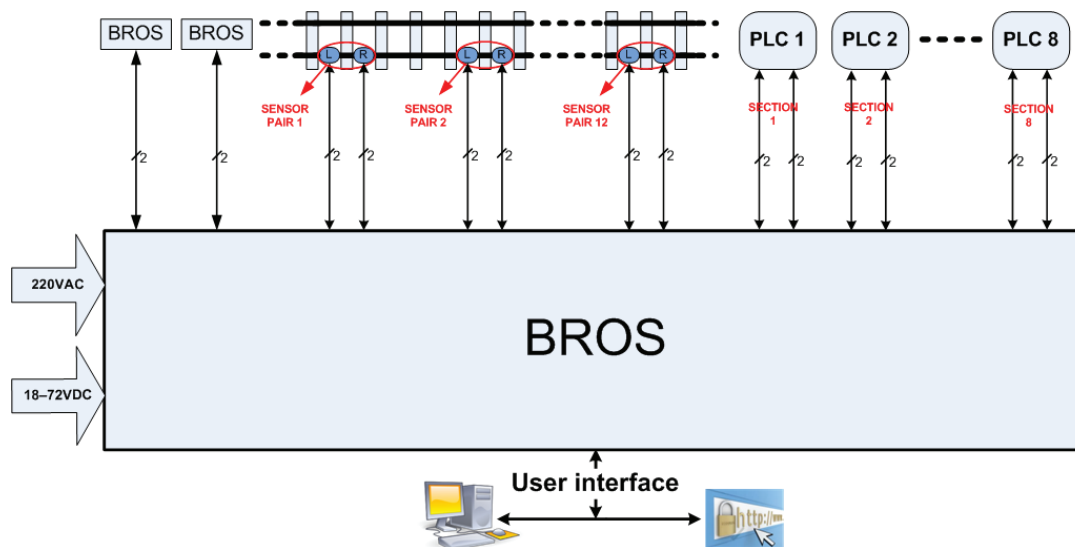 BROS
BROS
L
R
L
R
L
R
PLC 1
PLC 2
PLC 8
SENSOR
PAIR 1
SENSOR
PAIR 2
SENSOR
PAIR 12
SECTION
1
SECTION
2
SECTION
8
2
2
2
2
2
2
2
2
2
2
2
2
2
2
220VAC
BROS
18–72VDC
User interface
http://www